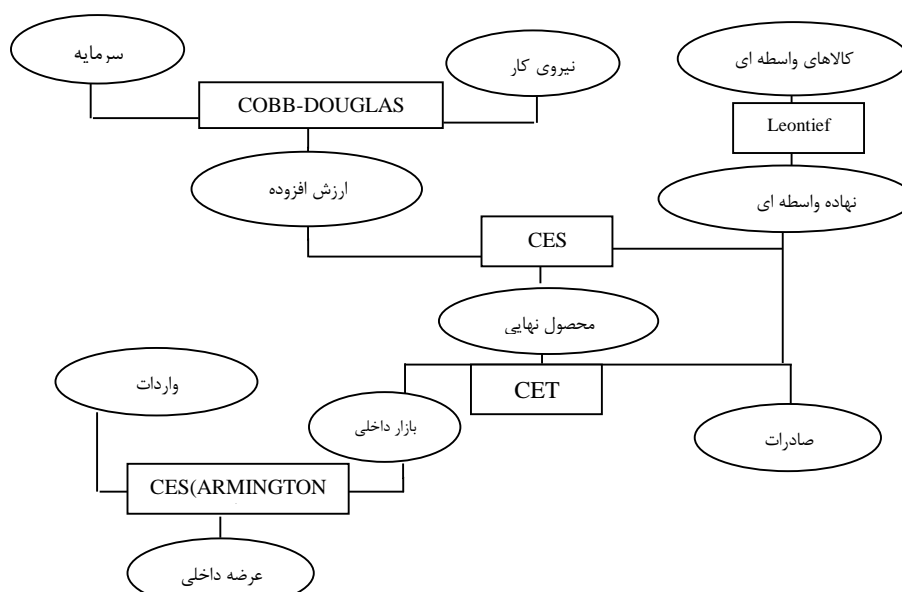 سرمایه
نیروی کار
کالاهای واسطه ای
COBB-DOUGLAS
Leontief
ارزش افزوده
نهاده واسطه ای
CES
محصول نهایی
واردات
CET
بازار داخلی
صادرات
CES(ARMINGTON
عرضه داخلی